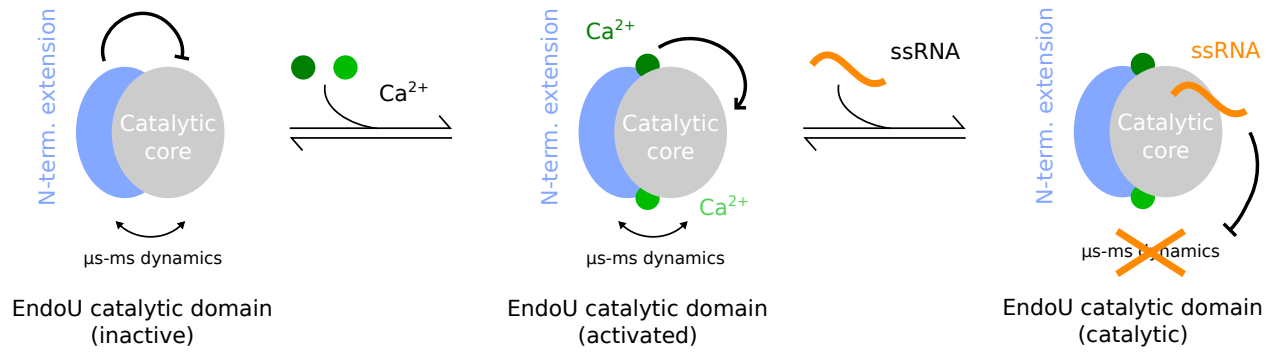 N-term. extension
Catalytic
core
μs-ms dynamics
EndoU catalytic domain
(inactive)
Ca²⁺
N-term. extension
Ca²⁺
Catalytic
core
Ca²⁺
μs-ms dynamics
EndoU catalytic domain
(activated)
ssRNA
N-term. extension
ssRNA
Catalytic
core
μs-ms dynamics
EndoU catalytic domain
(catalytic)